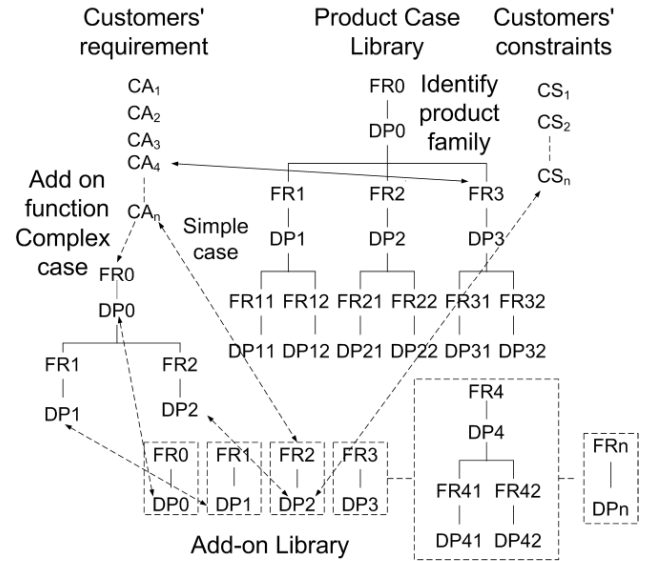 Customers'
requirement
Product Case
Library
Customers'
constraints
CA1
CA2
CA3
CA4
CAn
FR0
DP0
Identify
product
family
CS1
CS2
CSn
Add on
function
Complex
case
Simple
case
FR1 FR2 FR3
DP1 DP2 DP3
FR11 FR12 FR21 FR22 FR31 FR32
DP11 DP12 DP21 DP22 DP31 DP32
FR0
DP0
FR1 FR2
DP1 DP2
FR0 FR1 FR2 FR3
DP0 DP1 DP2 DP3
FR4
DP4
FR41 FR42
DP41 DP42
FRn
DPn
Add-on Library